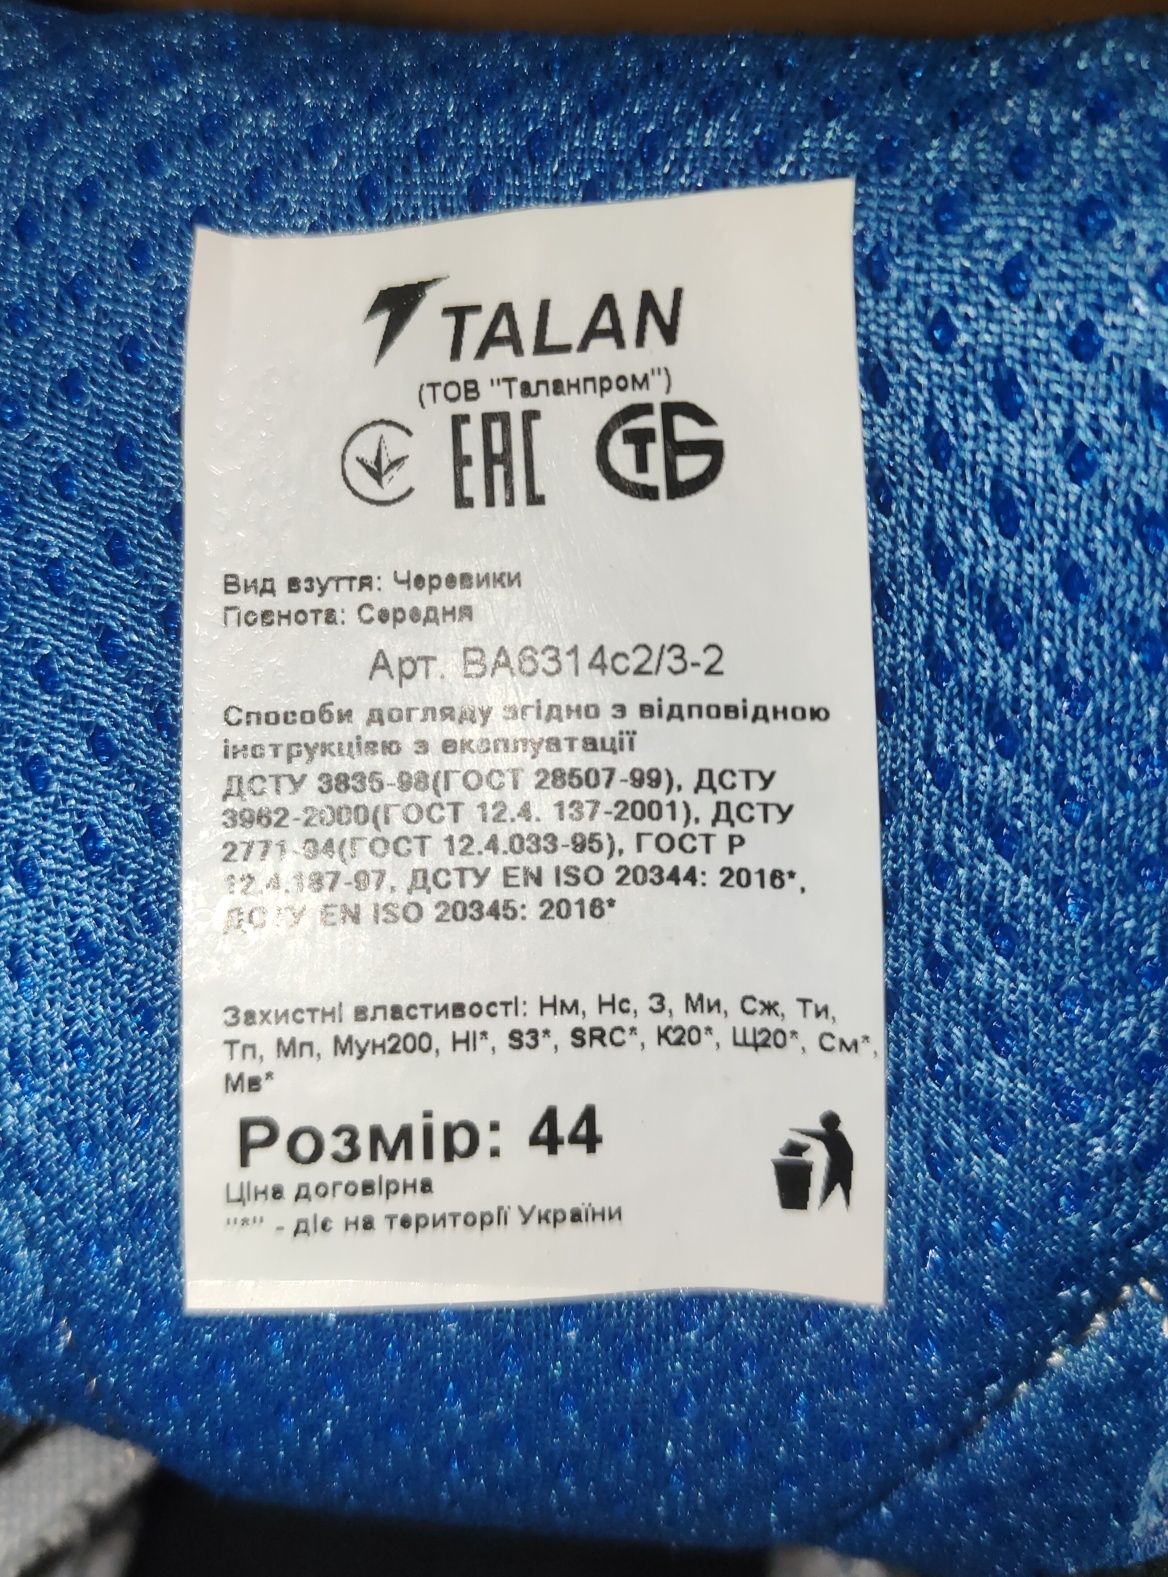 TALAN
(ТОВ "Таланпром")
ЕАС СТБ
Вид взуття: Черевики
Повнота: Середня
Арт. ВА6314с2/3-2
Способи догляду згідно з відповідною
інструкцією з експлуатації
ДСТУ 3835-98(ГОСТ 28507-99), ДСТУ
3962-2000(ГОСТ 12.4. 137-2001), ДСТУ
2771-94(ГОСТ 12.4.033-95), ГОСТ Р
12.4.187-97, ДСТУ EN ISO 20344: 2016*,
ДСТУ EN ISO 20345: 2016*
Захистні властивості: Нм, Нс, З, Ми, Сж, Ти,
Тп, Мп, Мун200, HI*, S3*, SRC*, К20*, Щ20*, См*,
Мв*
Розмір: 44
Ціна договірна
"*" - діє на території України